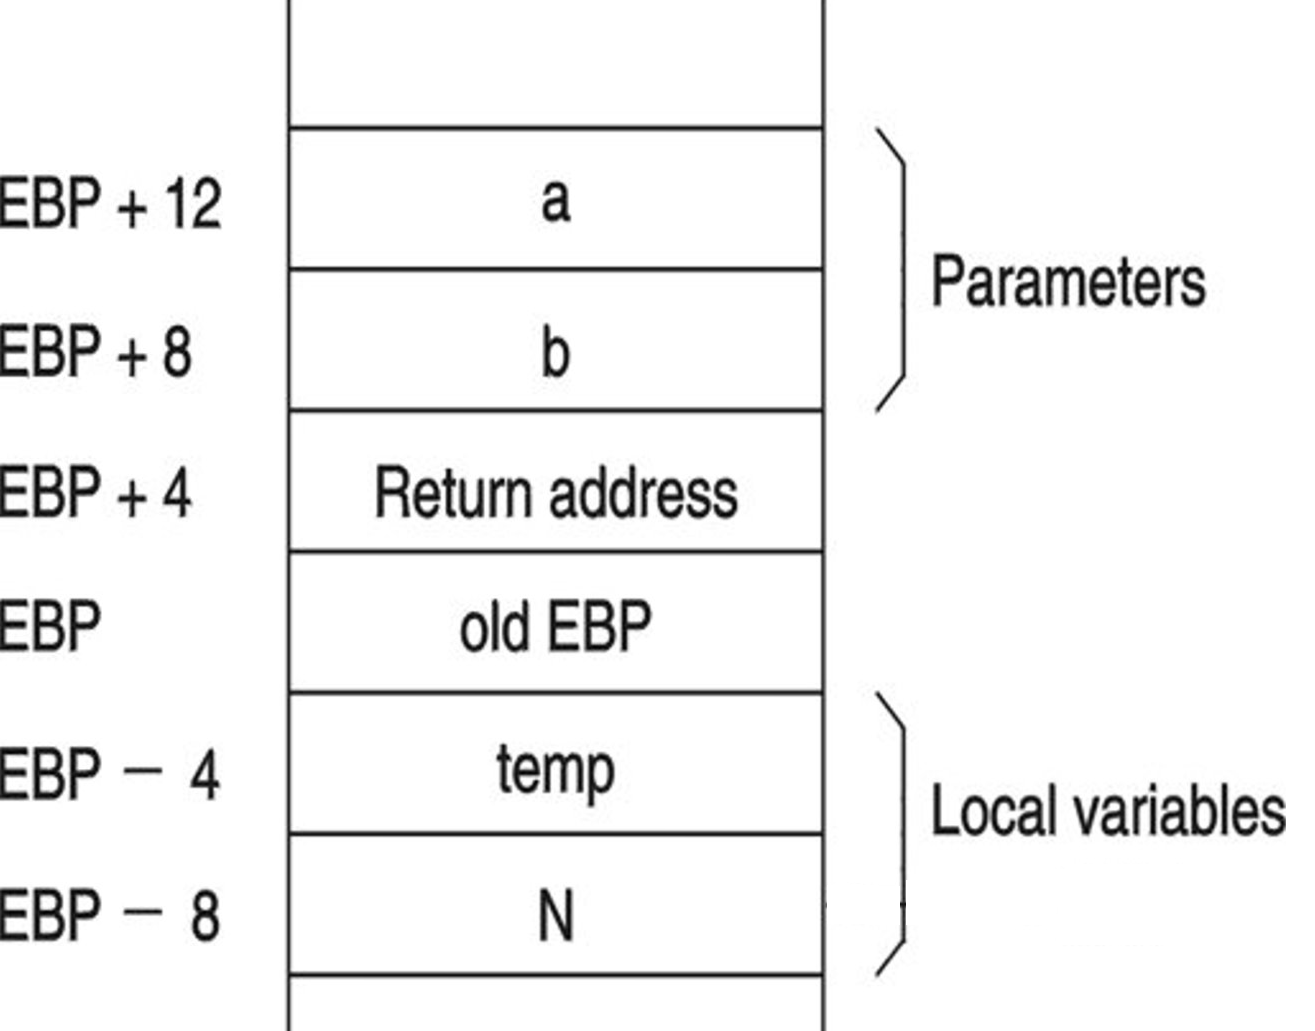 EBP + 12 a
Parameters
EBP + 8 b
EBP + 4 Return address
EBP old EBP
EBP − 4 temp
Local variables
EBP − 8 N